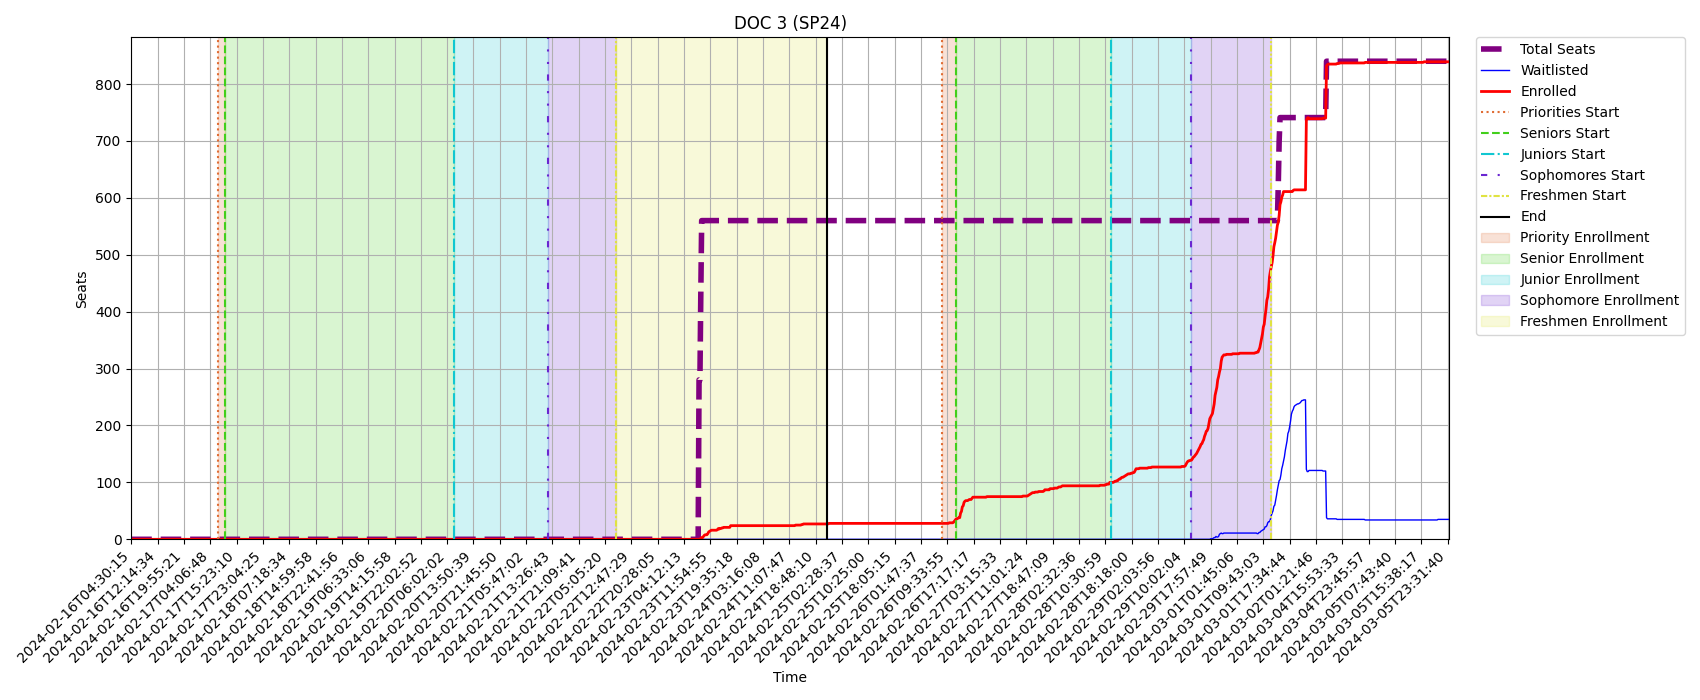 DOC 3 (SP24)
Seats
800
700
600
500
400
300
200
100
0
2024-02-16T04:30:15
2024-02-16T12:14:34
2024-02-16T19:55:21
2024-02-17T04:06:48
2024-02-17T15:23:10
2024-02-17T23:04:25
2024-02-18T07:18:34
2024-02-18T14:59:58
2024-02-18T22:41:56
2024-02-19T06:33:06
2024-02-19T14:15:58
2024-02-19T22:02:52
2024-02-20T06:02:02
2024-02-20T13:50:39
2024-02-20T21:45:50
2024-02-21T05:47:02
2024-02-21T13:26:43
2024-02-21T21:09:41
2024-02-22T05:05:20
2024-02-22T12:47:29
2024-02-22T20:28:05
2024-02-23T04:12:13
2024-02-23T11:54:55
2024-02-23T19:35:18
2024-02-24T03:16:08
2024-02-24T11:07:47
2024-02-24T18:48:10
2024-02-25T02:28:37
2024-02-25T10:25:00
2024-02-25T18:05:15
2024-02-26T01:47:37
2024-02-26T09:33:55
2024-02-26T17:17:17
2024-02-27T03:15:33
2024-02-27T11:01:24
2024-02-27T18:47:09
2024-02-28T02:32:36
2024-02-28T10:30:59
2024-02-28T18:18:00
2024-02-29T02:03:56
2024-02-29T10:02:04
2024-02-29T17:57:49
2024-03-01T01:45:06
2024-03-01T09:43:03
2024-03-01T17:34:44
2024-03-02T01:21:46
2024-03-04T15:53:33
2024-03-04T23:45:57
2024-03-05T07:43:40
2024-03-05T15:38:17
2024-03-05T23:31:40
Time
Total Seats
Waitlisted
Enrolled
Priorities Start
Seniors Start
Juniors Start
Sophomores Start
Freshmen Start
End
Priority Enrollment
Senior Enrollment
Junior Enrollment
Sophomore Enrollment
Freshmen Enrollment